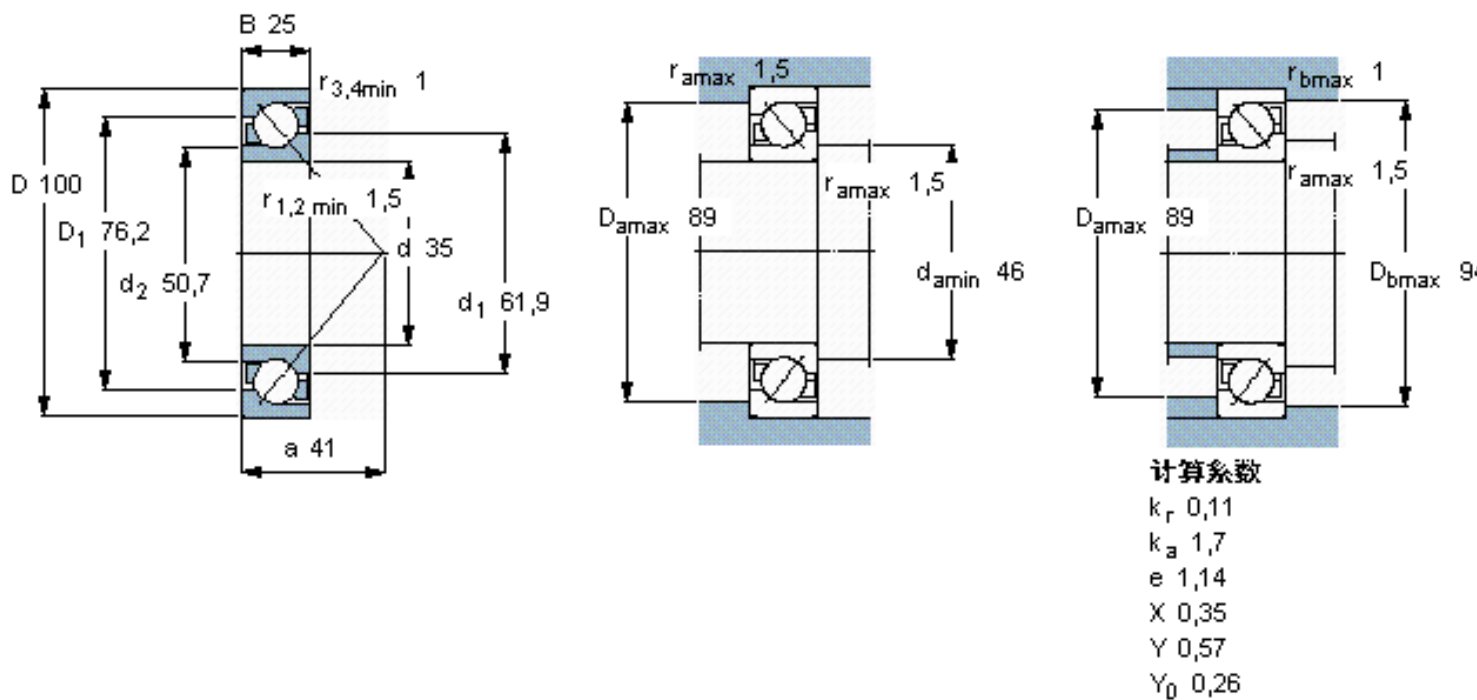 B 25
r3,4min 1
D 100
D1 76,2
r1,2 min 1,5
d 35
d2 50,7
d1 61,9
a 41
ramax 1,5
ramax 1,5
Damax 89
damin 46
rbmax 1
ramax 1,5
Damax 89
Dbmax
计算系数
kr 0,11
ka 1,7
e 1,14
X 0,35
Y 0,57
Y0 0,26